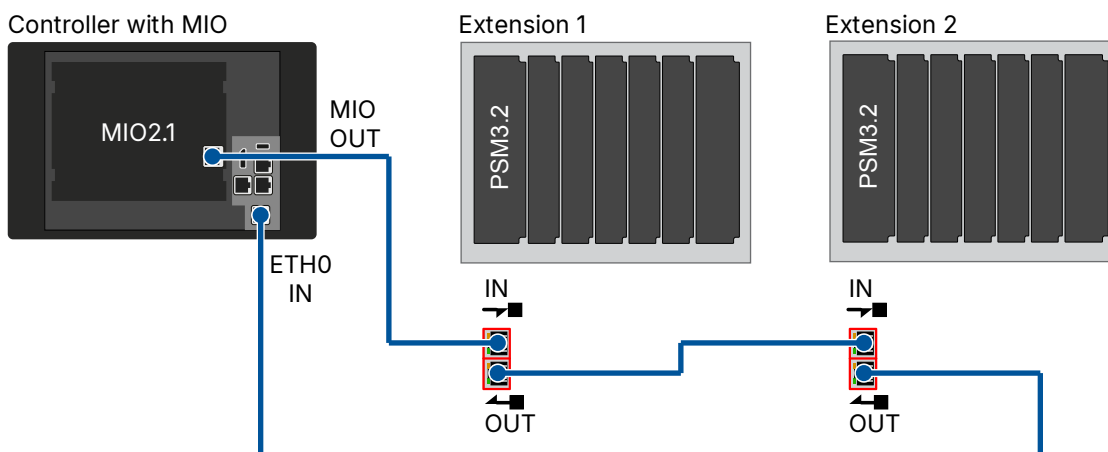 Controller with MIO
Extension 1
Extension 2
MIO2.1
MIO
OUT
PSM3.2
PSM3.2
ETH0
IN
IN
IN
OUT
OUT